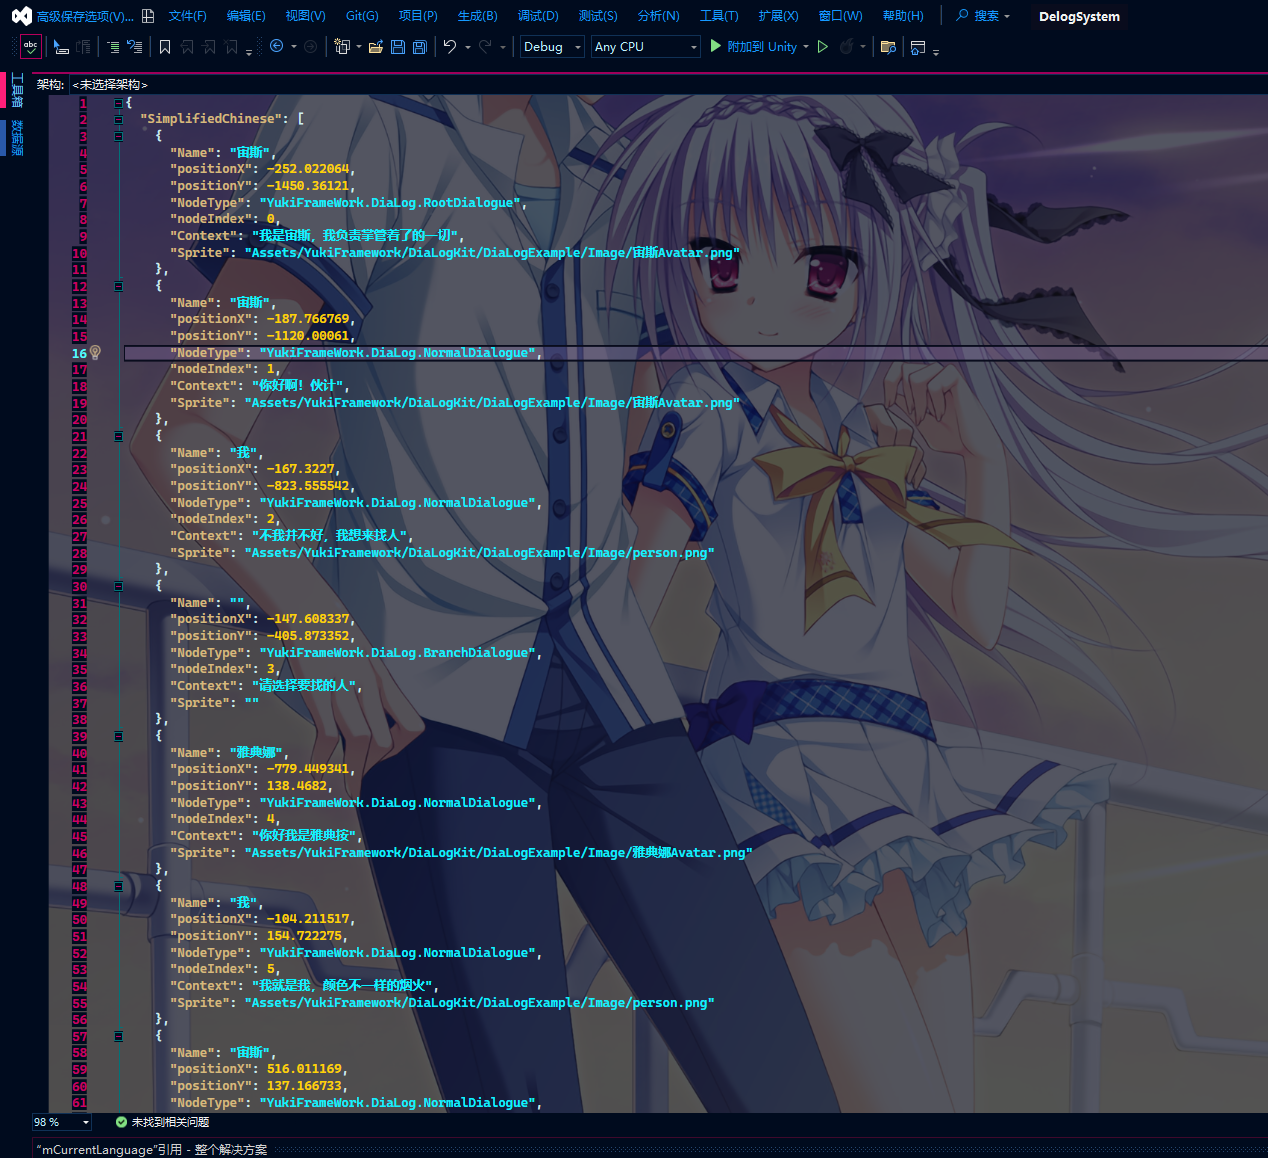 高级保存选项(V)... 文件(F) 编辑(E) 视图(V) Git(G) 项目(P) 生成(B) 调试(D) 测试(S) 分析(N) 工具(T) 扩展(X) 窗口(W) 帮助(H) 搜索 DelogSystem
abc Debug Any CPU 附加到 Unity
工具箱
数据源
架构: <未选择架构>
1 {
2 "SimplifiedChinese": [
3 {
4 "Name": "宙斯",
5 "positionX": -252.022064,
6 "positionY": -1450.36121,
7 "NodeType": "YukiFrameWork.DiaLog.RootDialogue",
8 "nodeIndex": 0,
9 "Context": "我是宙斯，我负责掌管着了的一切",
10 "Sprite": "Assets/YukiFramework/DiaLogKit/DiaLogExample/Image/宙斯Avatar.png"
11 },
12 {
13 "Name": "宙斯",
14 "positionX": -187.766769,
15 "positionY": -1120.00061,
16 "NodeType": "YukiFrameWork.DiaLog.NormalDialogue",
17 "nodeIndex": 1,
18 "Context": "你好啊！伙计",
19 "Sprite": "Assets/YukiFramework/DiaLogKit/DiaLogExample/Image/宙斯Avatar.png"
20 },
21 {
22 "Name": "我",
23 "positionX": -167.3227,
24 "positionY": -823.555542,
25 "NodeType": "YukiFrameWork.DiaLog.NormalDialogue",
26 "nodeIndex": 2,
27 "Context": "不我并不好，我想来找人",
28 "Sprite": "Assets/YukiFramework/DiaLogKit/DiaLogExample/Image/person.png"
29 },
30 {
31 "Name": "",
32 "positionX": -147.608337,
33 "positionY": -405.873352,
34 "NodeType": "YukiFrameWork.DiaLog.BranchDialogue",
35 "nodeIndex": 3,
36 "Context": "请选择要找的人",
37 "Sprite": ""
38 },
39 {
40 "Name": "雅典娜",
41 "positionX": -779.449341,
42 "positionY": 138.4682,
43 "NodeType": "YukiFrameWork.DiaLog.NormalDialogue",
44 "nodeIndex": 4,
45 "Context": "你好我是雅典按",
46 "Sprite": "Assets/YukiFramework/DiaLogKit/DiaLogExample/Image/雅典娜Avatar.png"
47 },
48 {
49 "Name": "我",
50 "positionX": -104.211517,
51 "positionY": 154.722275,
52 "NodeType": "YukiFrameWork.DiaLog.NormalDialogue",
53 "nodeIndex": 5,
54 "Context": "我就是我，颜色不一样的烟火",
55 "Sprite": "Assets/YukiFramework/DiaLogKit/DiaLogExample/Image/person.png"
56 },
57 {
58 "Name": "宙斯",
59 "positionX": 516.011169,
60 "positionY": 137.166733,
61 "NodeType": "YukiFrameWork.DiaLog.NormalDialogue",
98 % 未找到相关问题
"mCurrentLanguage"引用 - 整个解决方案